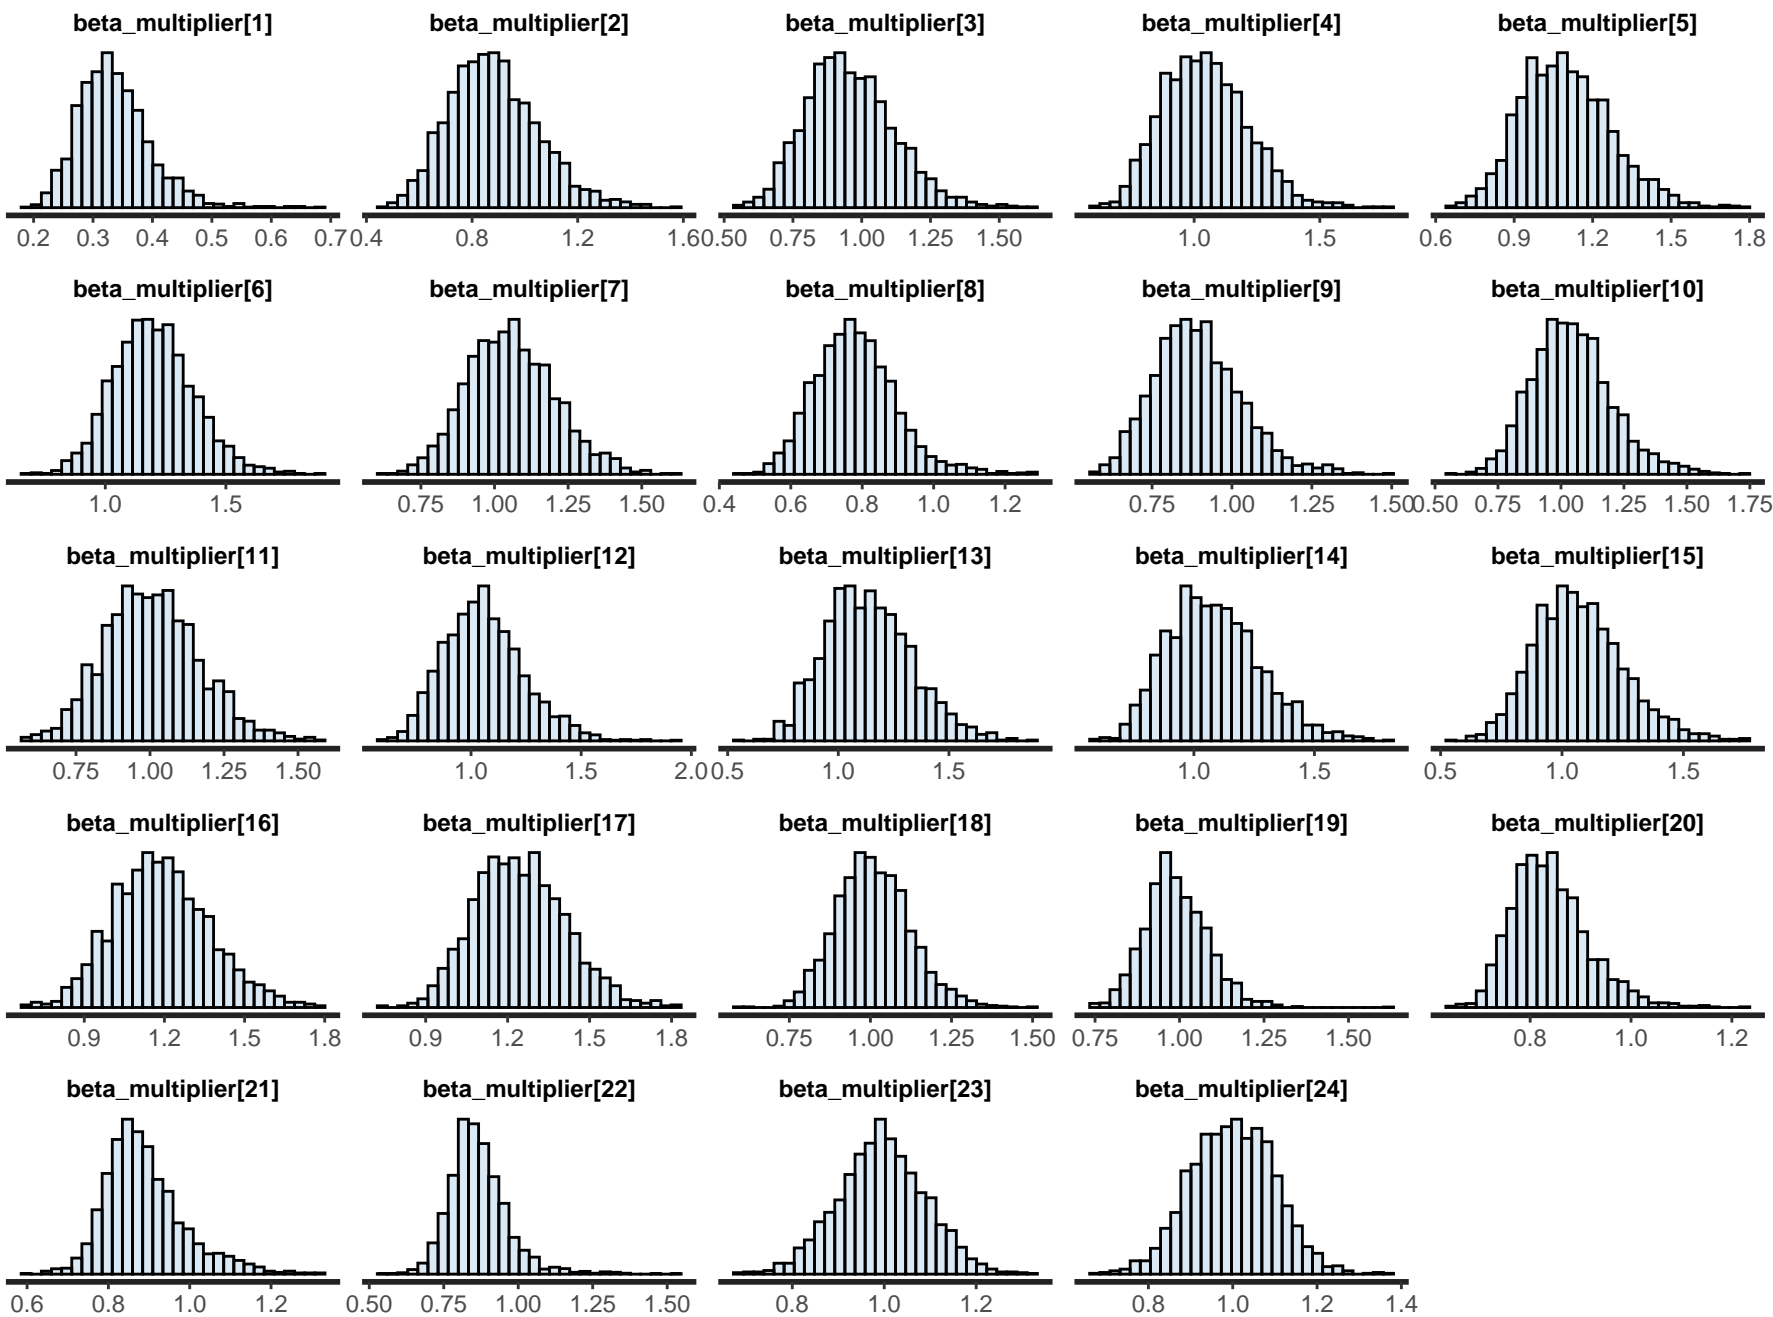 beta_multiplier[1] beta_multiplier[2] beta_multiplier[3] beta_multiplier[4] beta_multiplier[5]
0.2 0.3 0.4 0.5 0.6 0.7 0.4 0.8 1.2 1.6 0.50 0.75 1.00 1.25 1.50 1.0 1.5 0.6 0.9 1.2 1.5 1.8
beta_multiplier[6] beta_multiplier[7] beta_multiplier[8] beta_multiplier[9] beta_multiplier[10]
1.0 1.5 0.75 1.00 1.25 1.50 0.4 0.6 0.8 1.0 1.2 0.75 1.00 1.25 1.50 0.50 0.75 1.00 1.25 1.50 1.75
beta_multiplier[11] beta_multiplier[12] beta_multiplier[13] beta_multiplier[14] beta_multiplier[15]
0.75 1.00 1.25 1.50 1.0 1.5 2.0 0.5 1.0 1.5 1.0 1.5 0.5 1.0 1.5
beta_multiplier[16] beta_multiplier[17] beta_multiplier[18] beta_multiplier[19] beta_multiplier[20]
0.9 1.2 1.5 1.8 0.9 1.2 1.5 1.8 0.75 1.00 1.25 1.50 0.75 1.00 1.25 1.50 0.8 1.0 1.2
beta_multiplier[21] beta_multiplier[22] beta_multiplier[23] beta_multiplier[24]
0.6 0.8 1.0 1.2 0.50 0.75 1.00 1.25 1.50 0.8 1.0 1.2 0.8 1.0 1.2 1.4